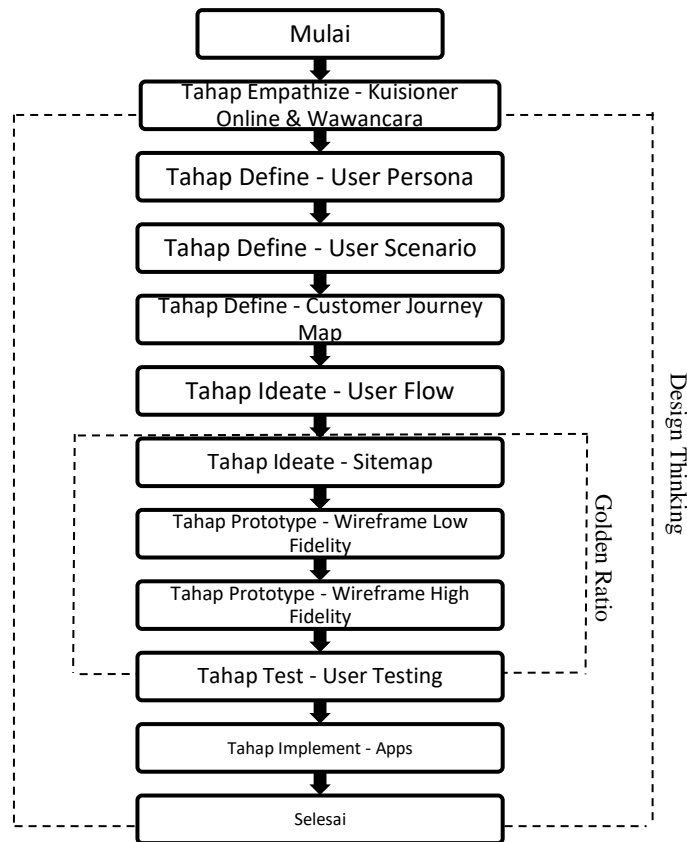 Mulai
Tahap Empathize - Kuisioner
Online & Wawancara
Tahap Define - User Persona
Tahap Define - User Scenario
Tahap Define - Customer Journey
Map
Tahap Ideate - User Flow
Tahap Ideate - Sitemap
Tahap Prototype - Wireframe Low
Fidelity
Tahap Prototype - Wireframe High
Fidelity
Tahap Test - User Testing
Tahap Implement - Apps
Selesai
Golden Ratio
Design Thinking